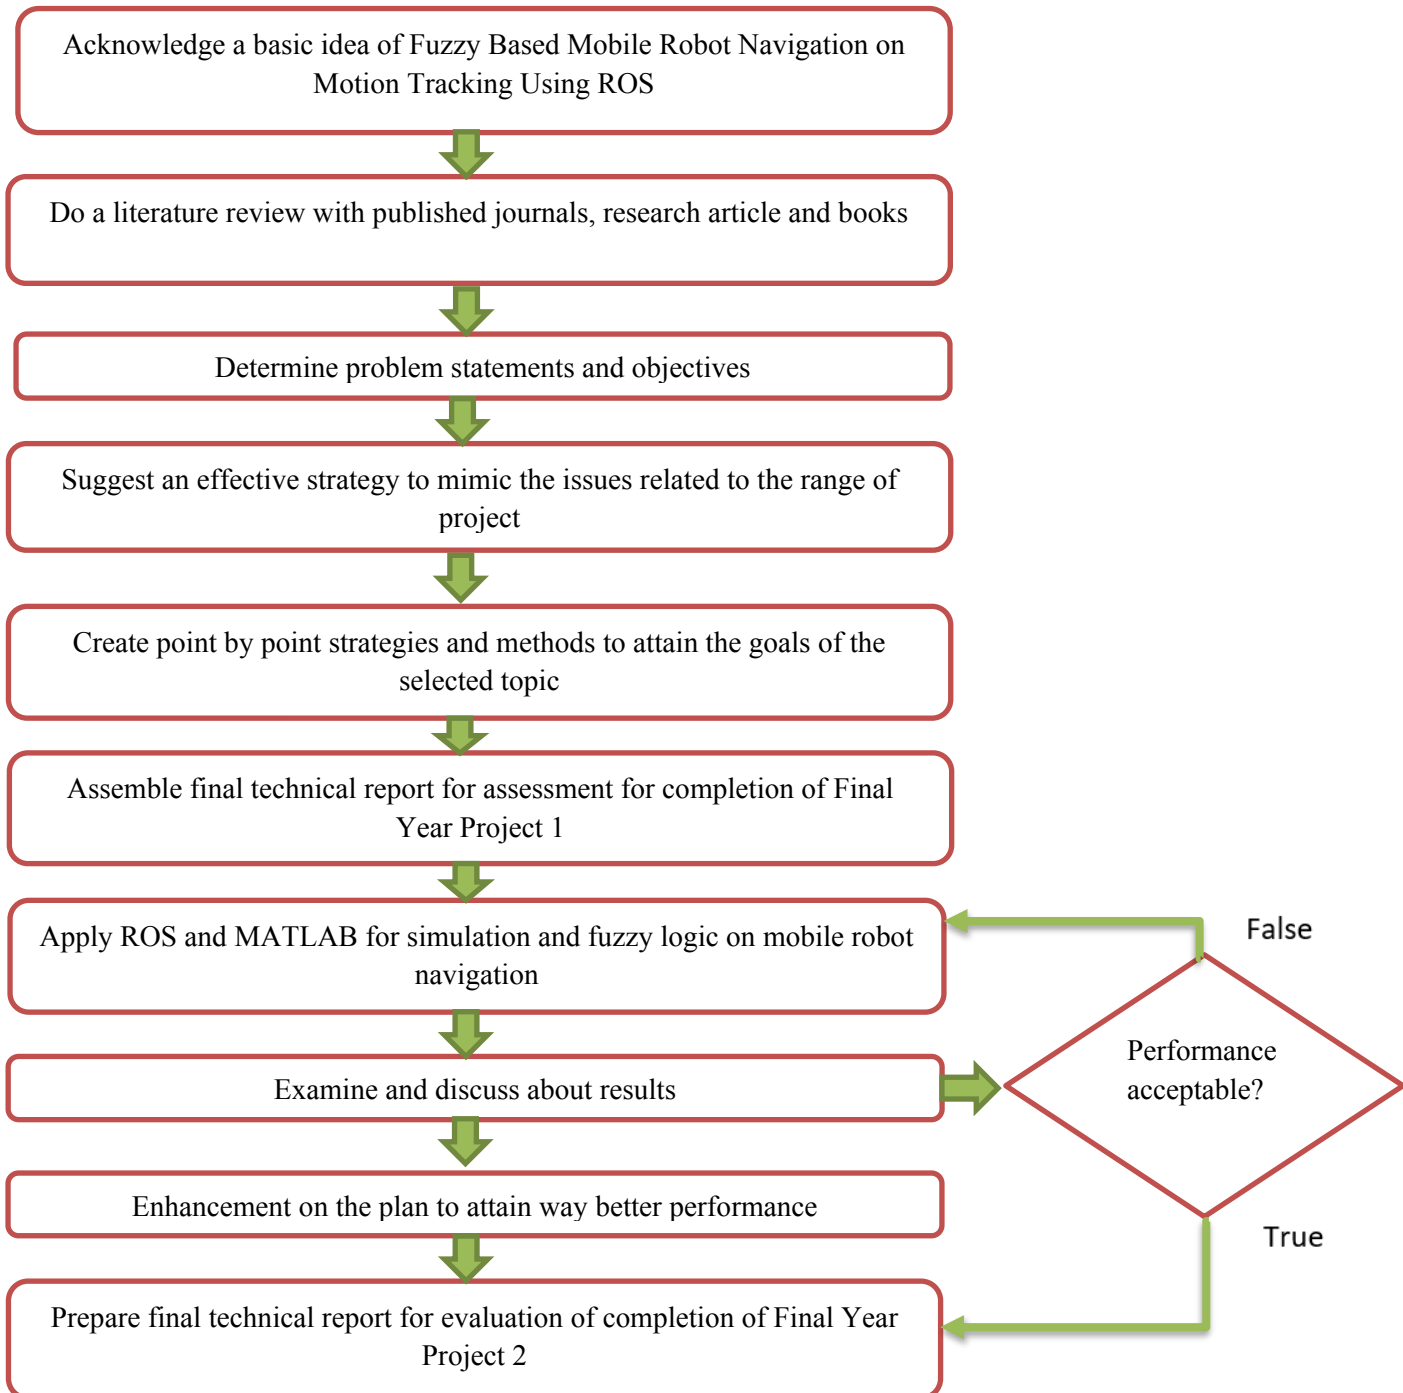 Acknowledge a basic idea of Fuzzy Based Mobile Robot Navigation on
Motion Tracking Using ROS
Do a literature review with published journals, research article and books
Determine problem statements and objectives
Suggest an effective strategy to mimic the issues related to the range of
project
Create point by point strategies and methods to attain the goals of the
selected topic
Assemble final technical report for assessment for completion of Final
Year Project 1
Apply ROS and MATLAB for simulation and fuzzy logic on mobile robot
navigation
False
Performance
acceptable?
Examine and discuss about results
Enhancement on the plan to attain way better performance
True
Prepare final technical report for evaluation of completion of Final Year
Project 2